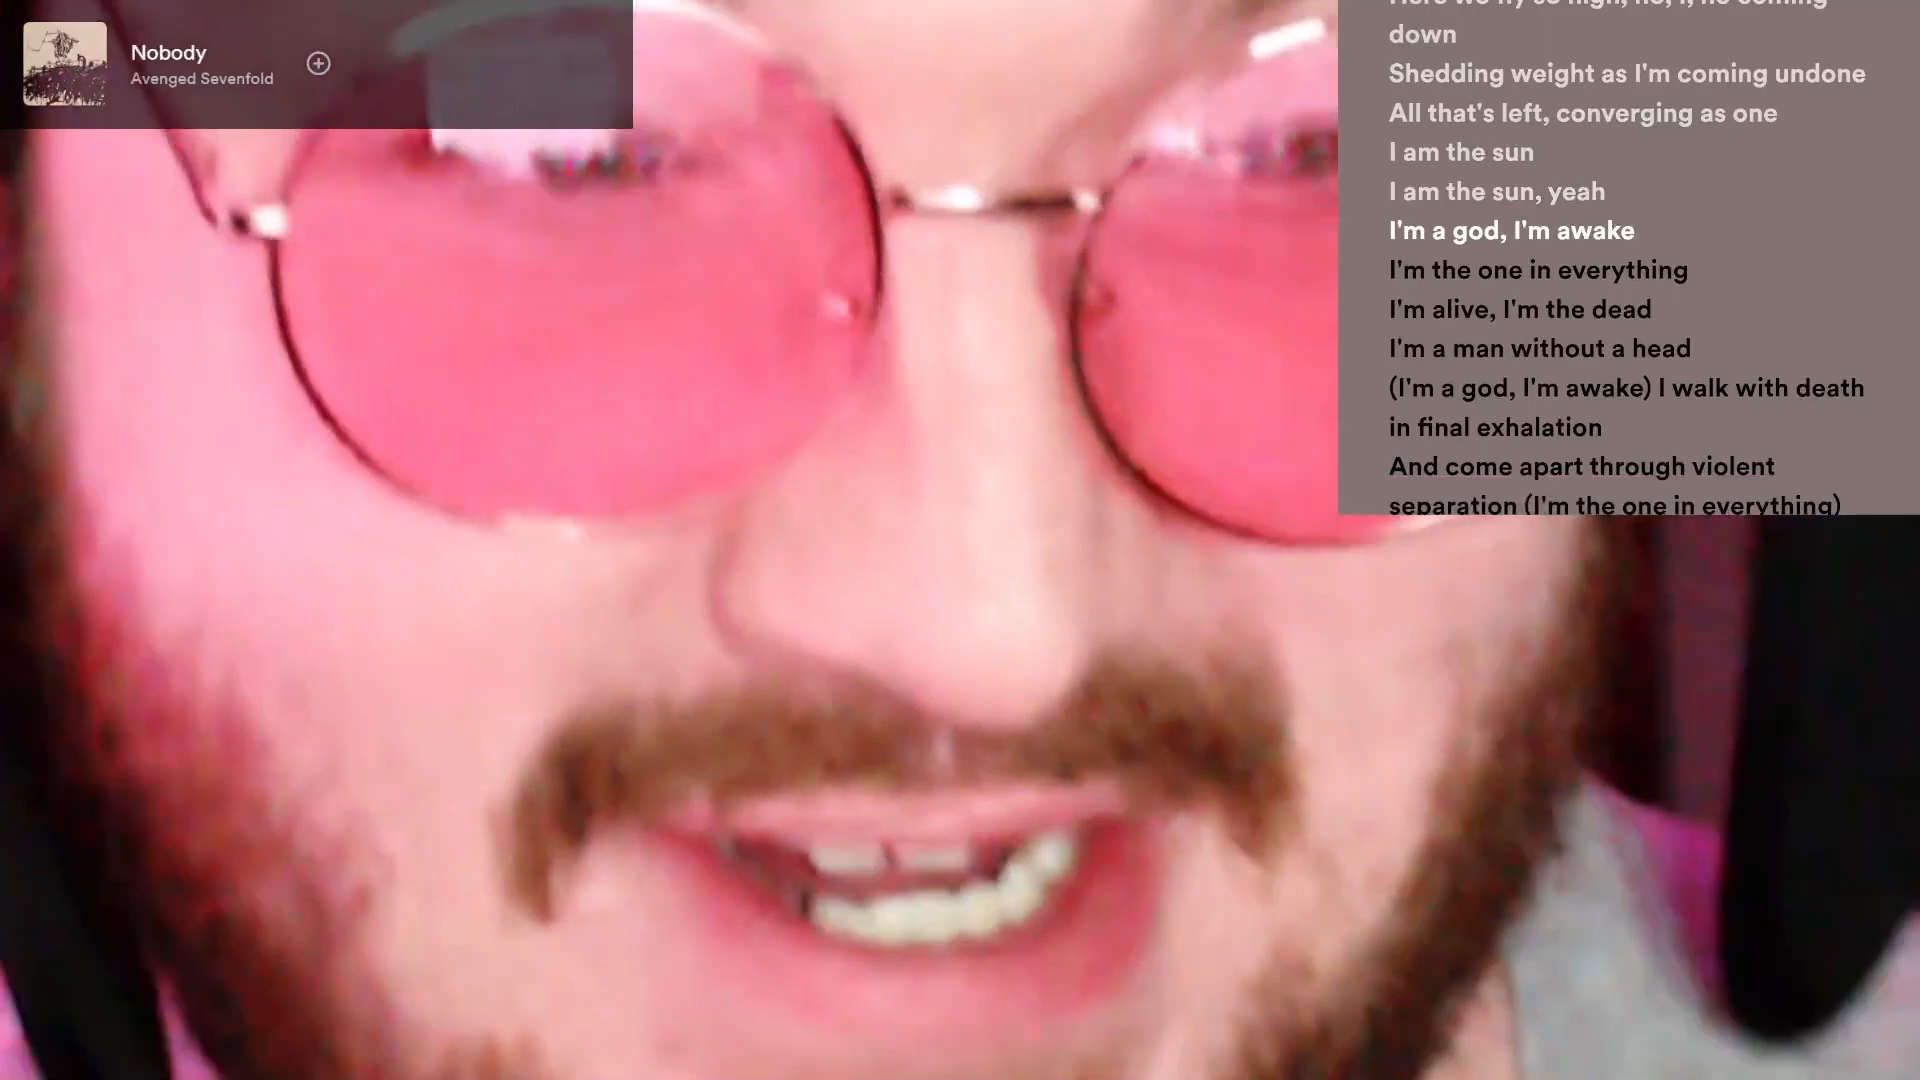 Nobody
Avenged Sevenfold
down
Shedding weight as I'm coming undone
All that's left, converging as one
I am the sun
I am the sun, yeah
I'm a god, I'm awake
I'm the one in everything
I'm alive, I'm the dead
I'm a man without a head
(I'm a god, I'm awake) I walk with death
in final exhalation
And come apart through violent
separation (I'm the one in everything)